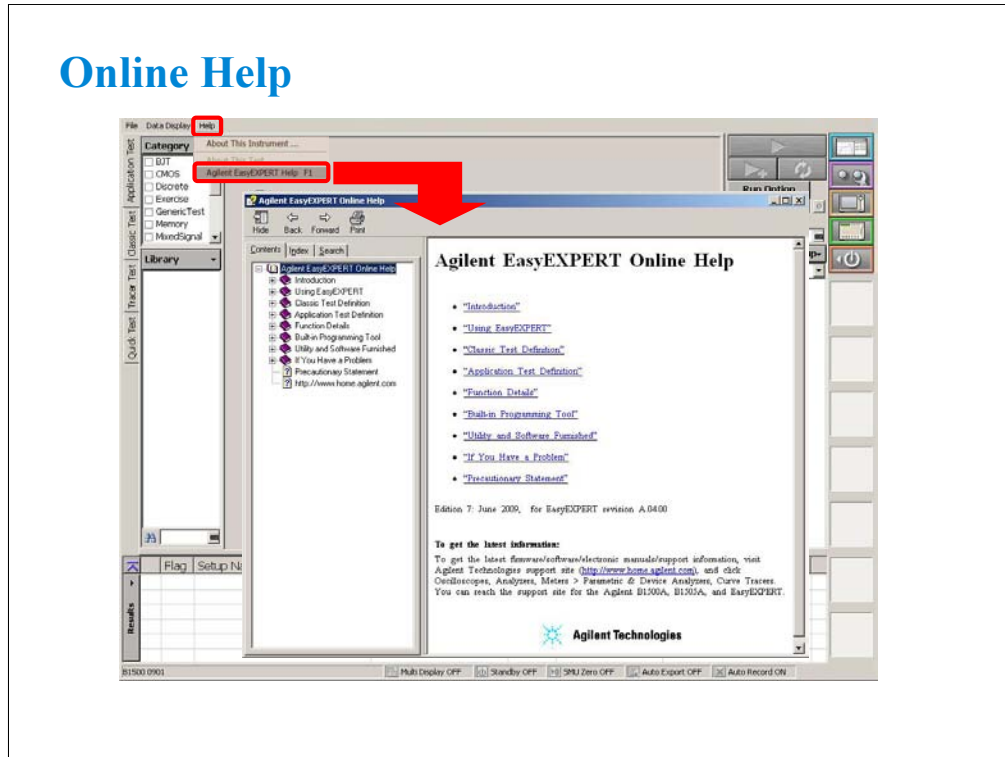 Online Help
File Data Display Help
About This Instrument ...
About This Test
Agilent EasyEXPERT Help F1
Application Test
Classic Test
Tracer Test
Quick Test
Category
BJT
CMOS
Discrete
Exercise
GenericTest
Memory
MixedSignal
Library
Run Option
Agilent EasyEXPERT Online Help
Hide Back Forward Print
Contents Index Search
Agilent EasyEXPERT Online Help
Introduction
Using EasyEXPERT
Classic Test Definition
Application Test Definition
Function Details
Built-in Programming Tool
Utility and Software Furnished
If You Have a Problem
Precautionary Statement
http://www.home.agilent.com
Agilent EasyEXPERT Online Help
• "Introduction"
• "Using EasyEXPERT"
• "Classic Test Definition"
• "Application Test Definition"
• "Function Details"
• "Built-in Programming Tool"
• "Utility and Software Furnished"
• "If You Have a Problem"
• "Precautionary Statement"
Edition 7: June 2009, for EasyEXPERT revision A.04.00
To get the latest information:
To get the latest firmware/software/electronic manuals/support information, visit
Agilent Technologies support site (http://www.home.agilent.com), and click
Oscilloscopes, Analyzers, Meters > Parametric & Device Analyzers, Curve Tracers.
You can reach the support site for the Agilent B1500A, B1505A, and EasyEXPERT.
Agilent Technologies
Flag Setup
Results
B1500 0901
Multi Display OFF Standby OFF SMU Zero OFF Auto Export OFF Auto Record ON